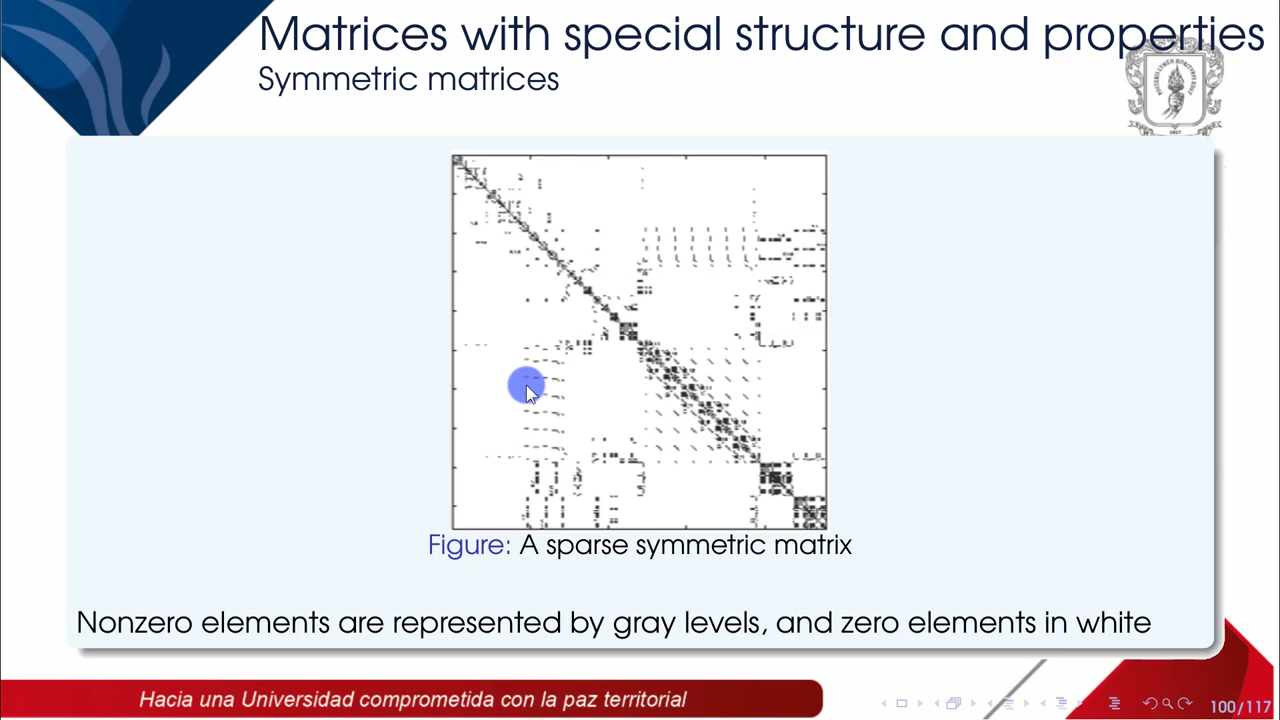 Matrices with special structure and properties
Symmetric matrices
Figure: A sparse symmetric matrix
Nonzero elements are represented by gray levels, and zero elements in white
Hacia una Universidad comprometida con la paz territorial
100/117